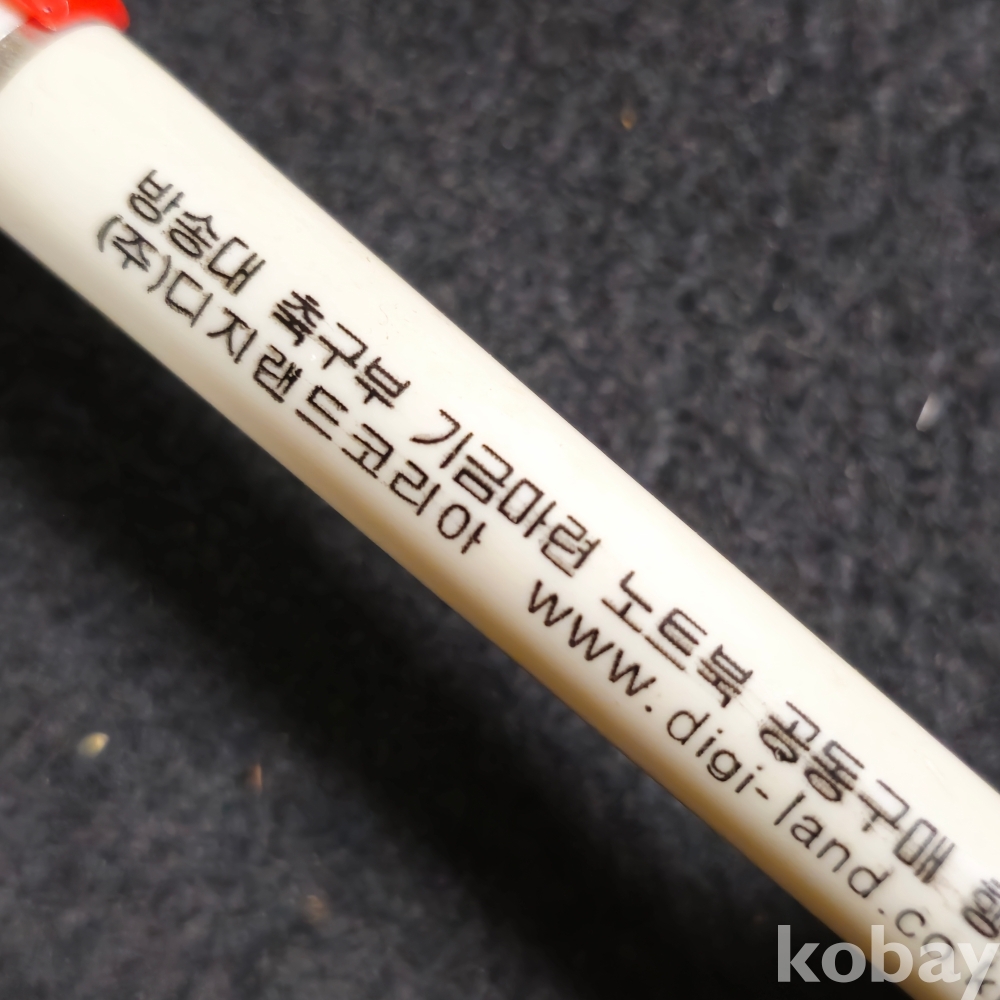 방송대 축구부 기금마련 노트북 공동구매
(주)디지랜드코리아 www.digi-land.co
kobay